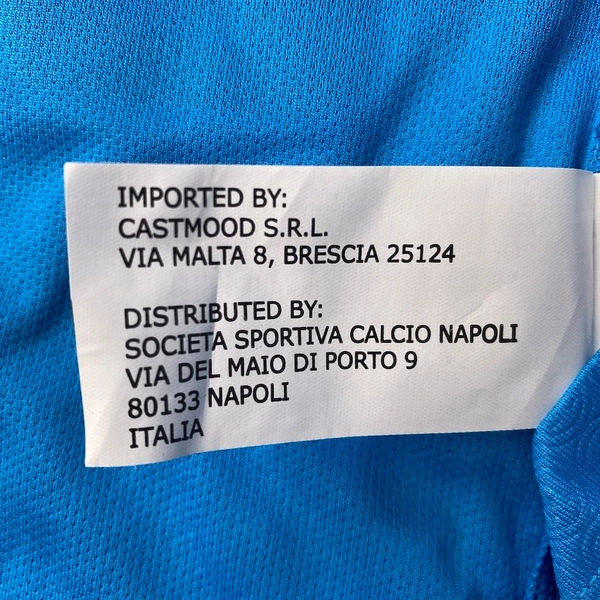 IMPORTED BY:
CASTMOOD S.R.L.
VIA MALTA 8, BRESCIA 25124
DISTRIBUTED BY:
SOCIETA SPORTIVA CALCIO NAPOLI
VIA DEL MAIO DI PORTO 9
80133 NAPOLI
ITALIA